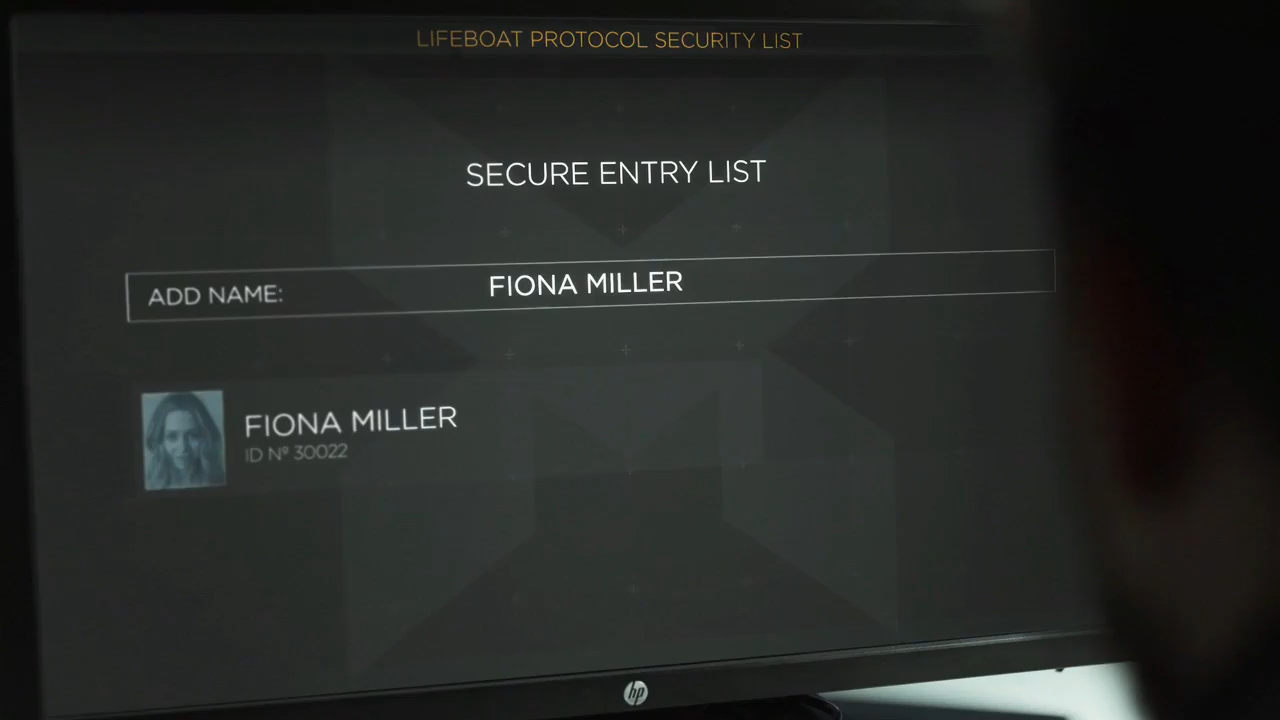 LIFEBOAT PROTOCOL SECURITY LIST
SECURE ENTRY LIST
ADD NAME: FIONA MILLER
FIONA MILLER
ID Nº 30022
hp